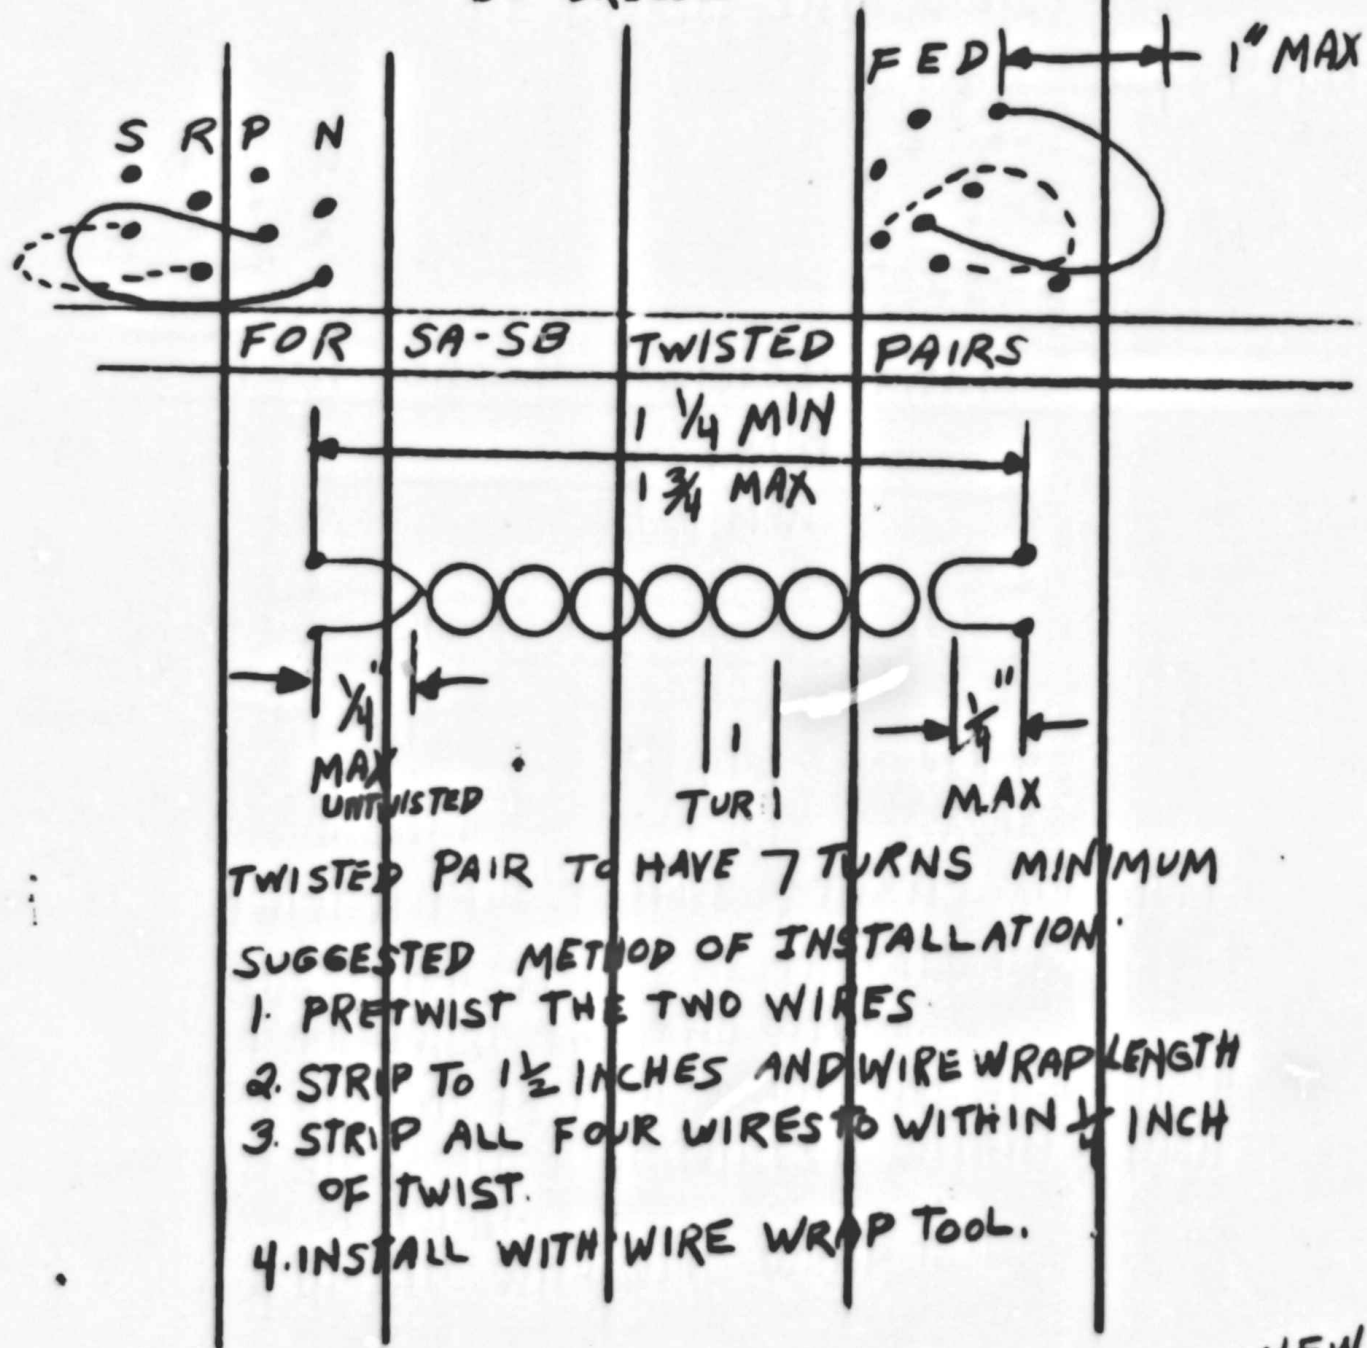 F E D 1" MAX
S R P N
FOR SA-SB TWISTED PAIRS
1 1/4 MIN
1 3/4 MAX
1/4" 1 1/4"
MAX MAX
UNTWISTED TUR
TWISTED PAIR TO HAVE 7 TURNS MINIMUM
SUGGESTED METHOD OF INSTALLATION
1. PRETWIST THE TWO WIRES
2. STRIP TO 1 1/2 INCHES AND WIRE WRAP LENGTH
3. STRIP ALL FOUR WIRES TO WITHIN 1/4 INCH
OF TWIST.
4. INSTALL WITH WIRE WRAP TOOL.